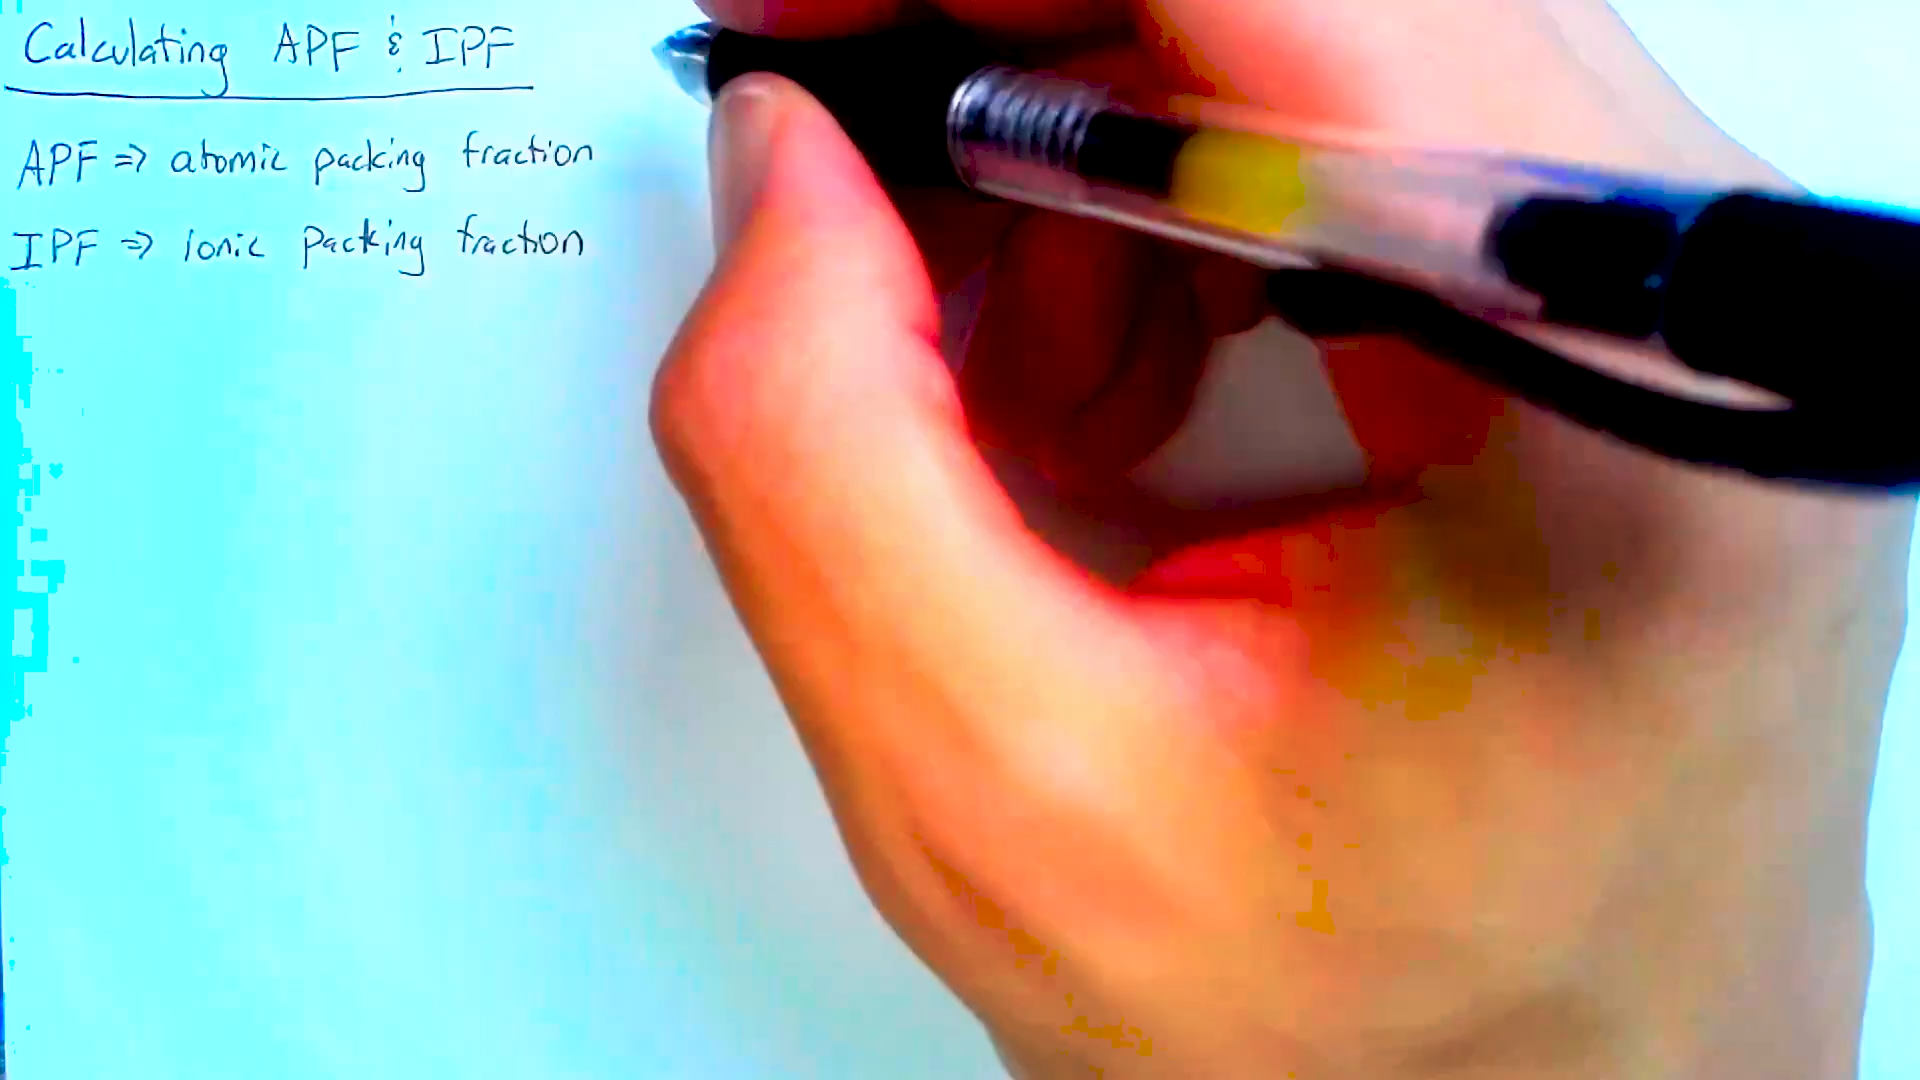 Calculating APF & IPF
APF => atomic packing fraction
IPF => ionic packing fraction